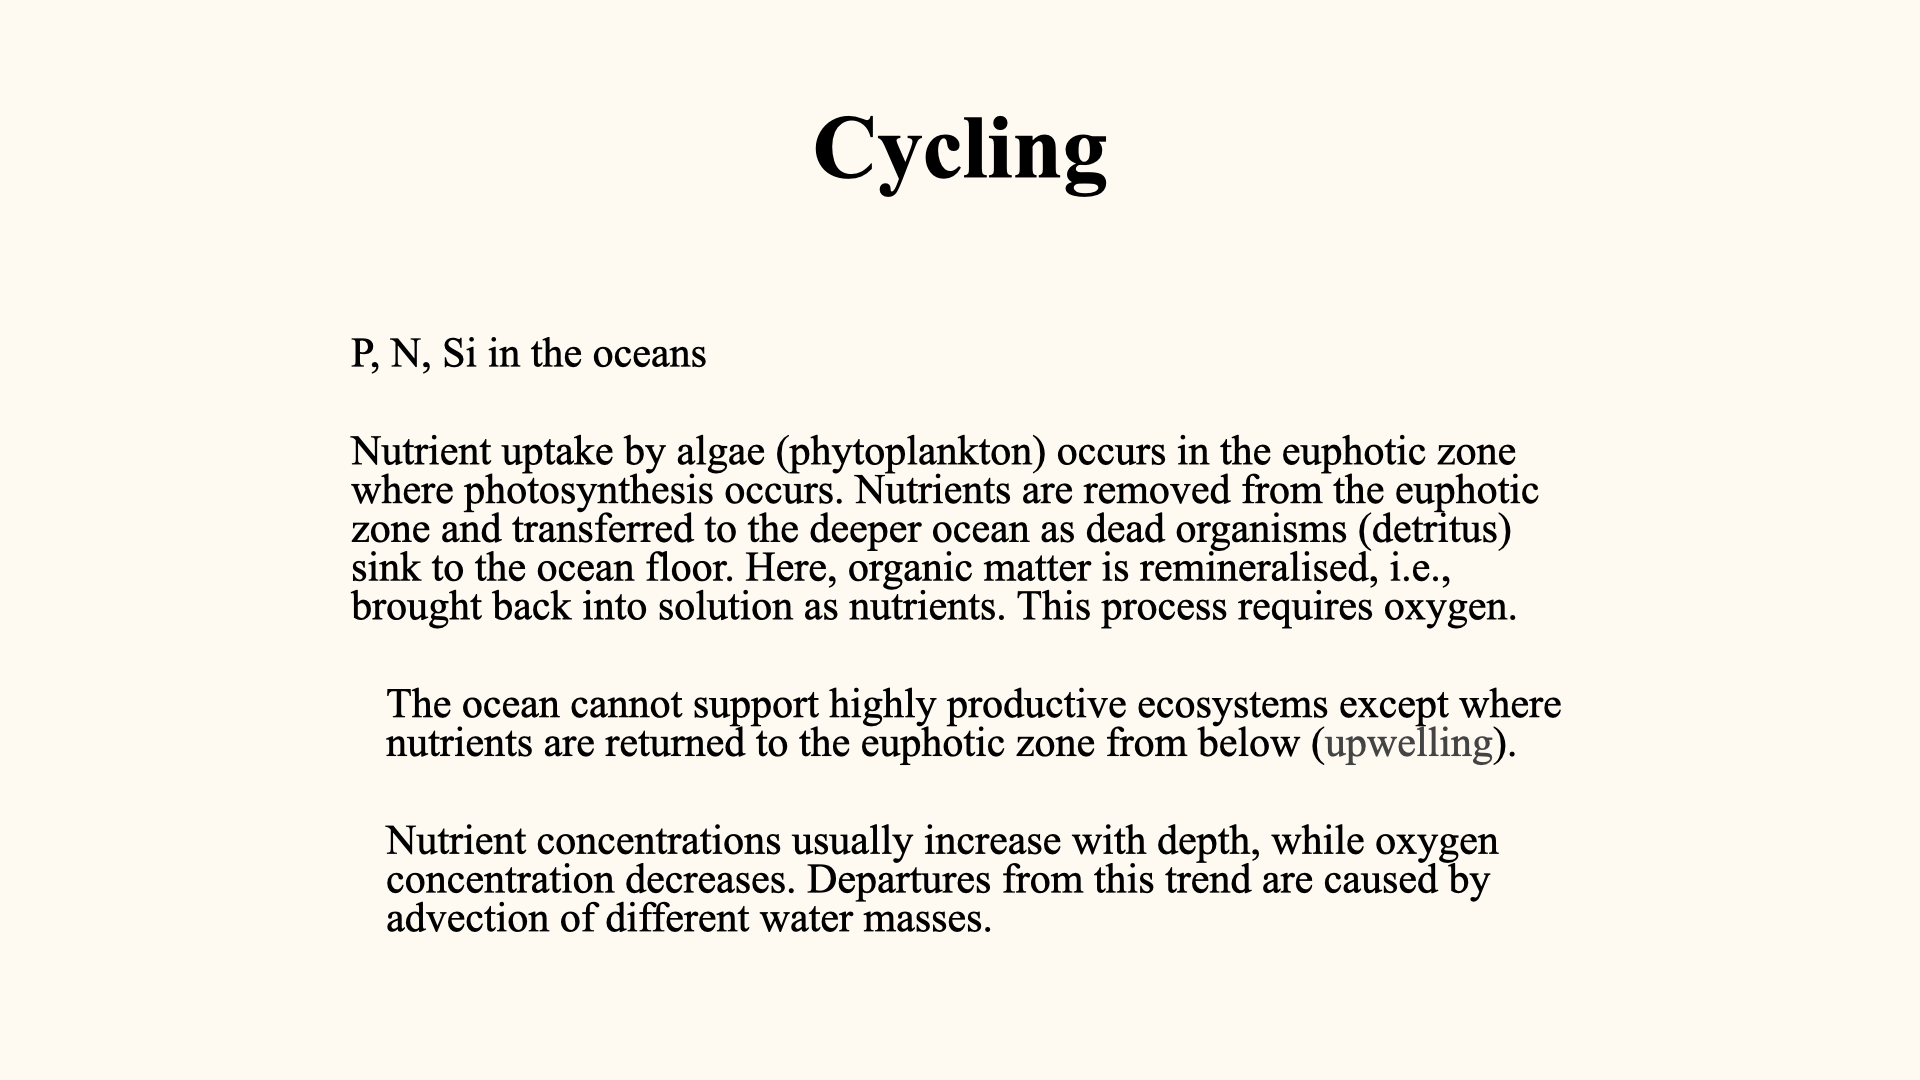 Cycling
P, N, Si in the oceans
Nutrient uptake by algae (phytoplankton) occurs in the euphotic zone
where photosynthesis occurs. Nutrients are removed from the euphotic
zone and transferred to the deeper ocean as dead organisms (detritus)
sink to the ocean floor. Here, organic matter is remineralised, i.e.,
brought back into solution as nutrients. This process requires oxygen.
The ocean cannot support highly productive ecosystems except where
nutrients are returned to the euphotic zone from below (upwelling).
Nutrient concentrations usually increase with depth, while oxygen
concentration decreases. Departures from this trend are caused by
advection of different water masses.